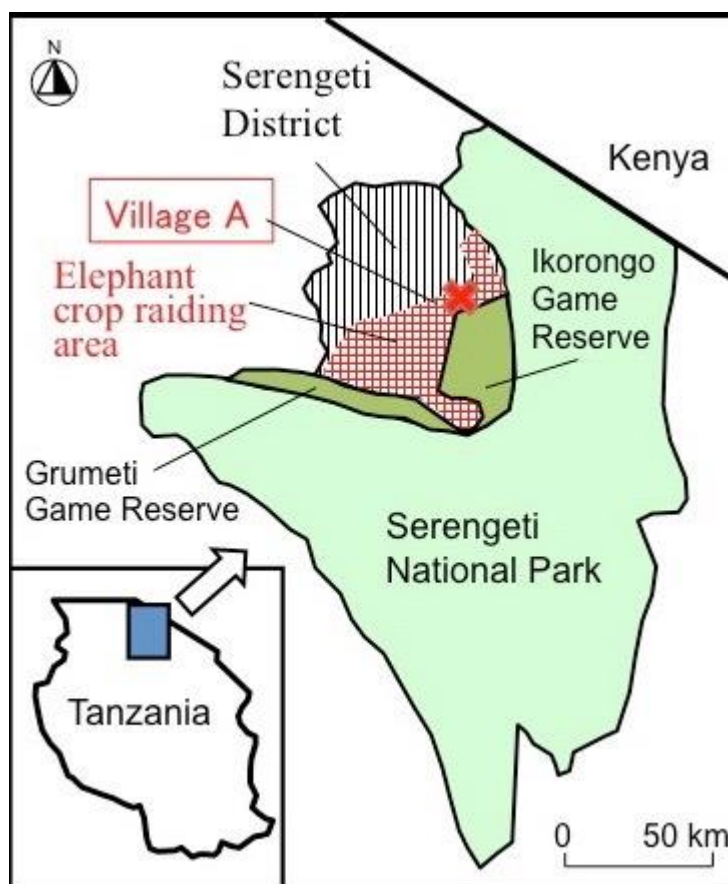 N
Serengeti
District
Kenya
Village A
Ikorongo
Game
Reserve
Elephant
crop raiding
area
Grumeti
Game Reserve
Serengeti
National Park
Tanzania
0 50 km